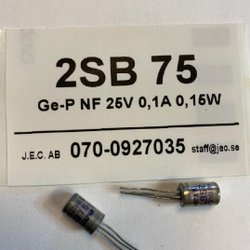 2SB 75
Ge-P NF 25V 0,1A 0,15W
J.E.C. AB 070-0927035 staff@jec.se